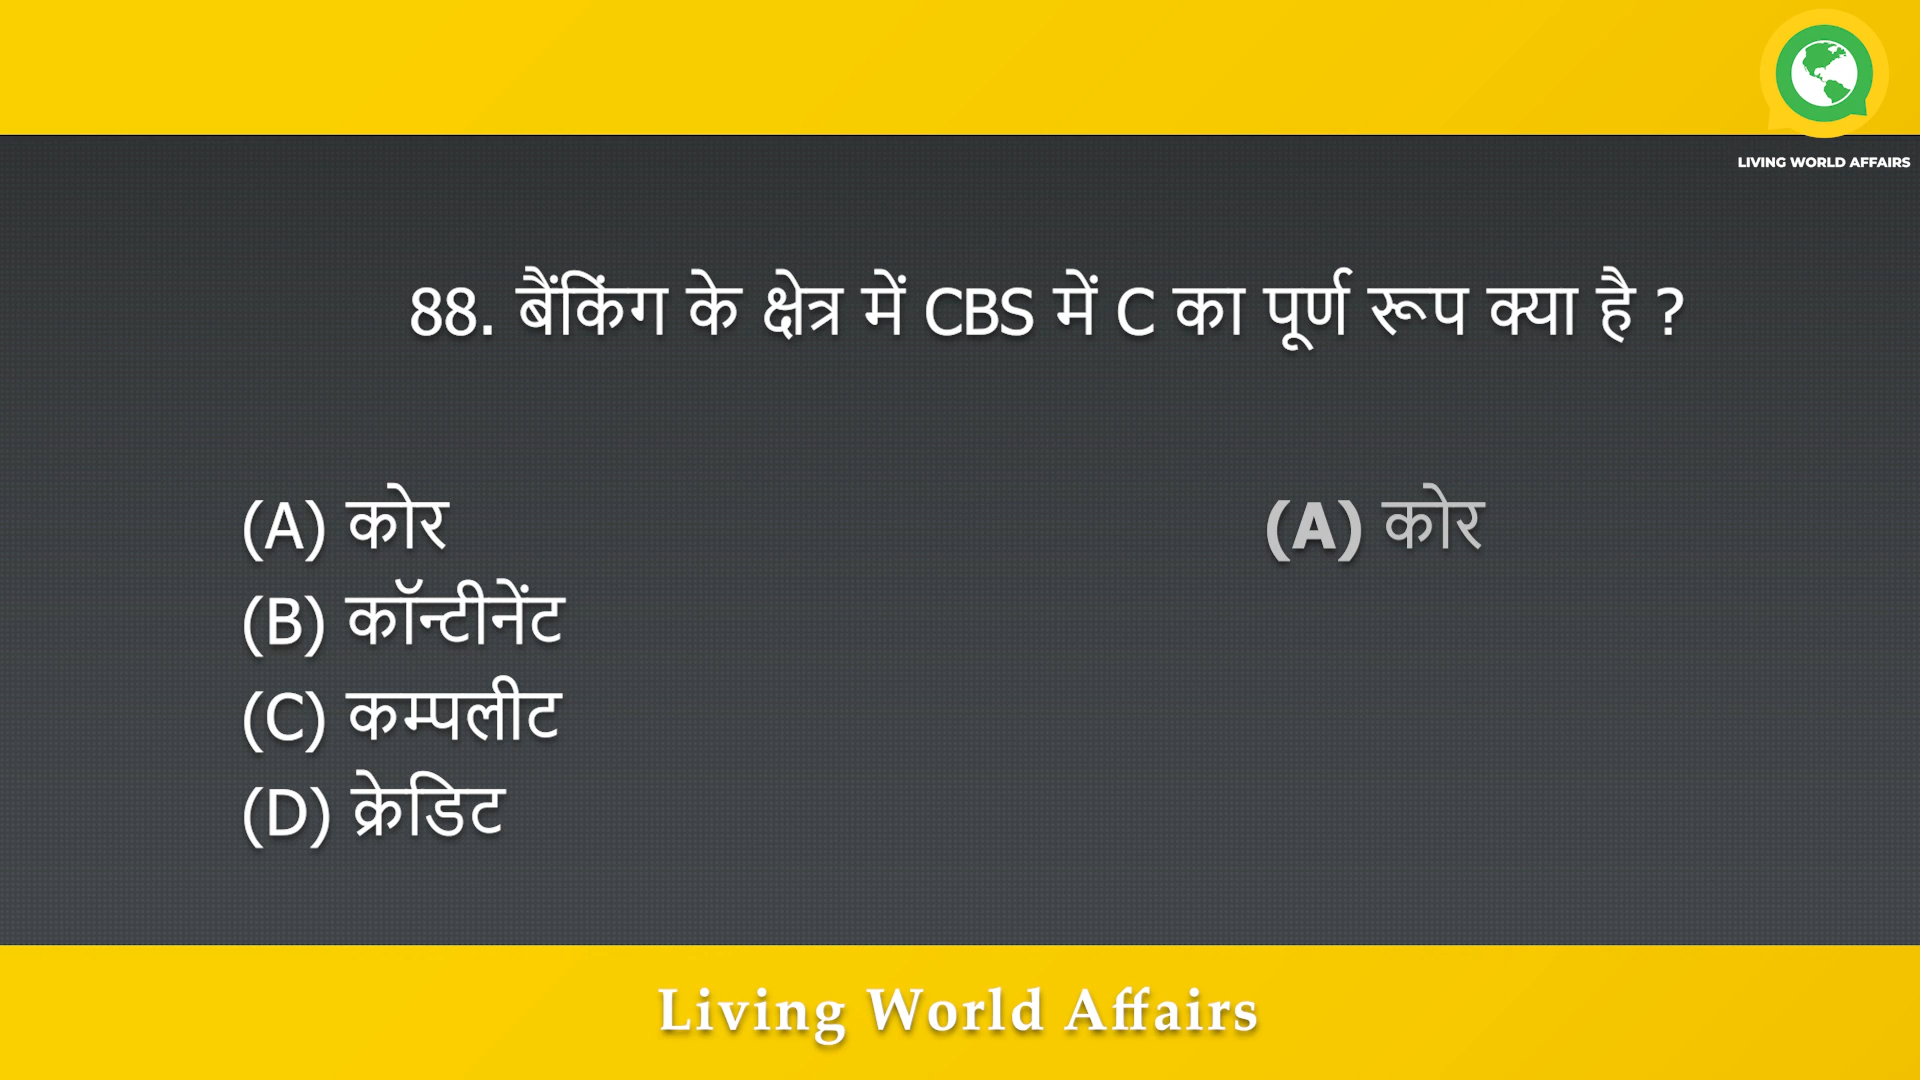 LIVING WORLD AFFAIRS
88. बैंकिंग के क्षेत्र में CBS में C का पूर्ण रूप क्या है ?
(A) कोर
(B) कॉन्टीनेंट
(C) कम्पलीट
(D) क्रेडिट
(A) कोर
Living World Affairs